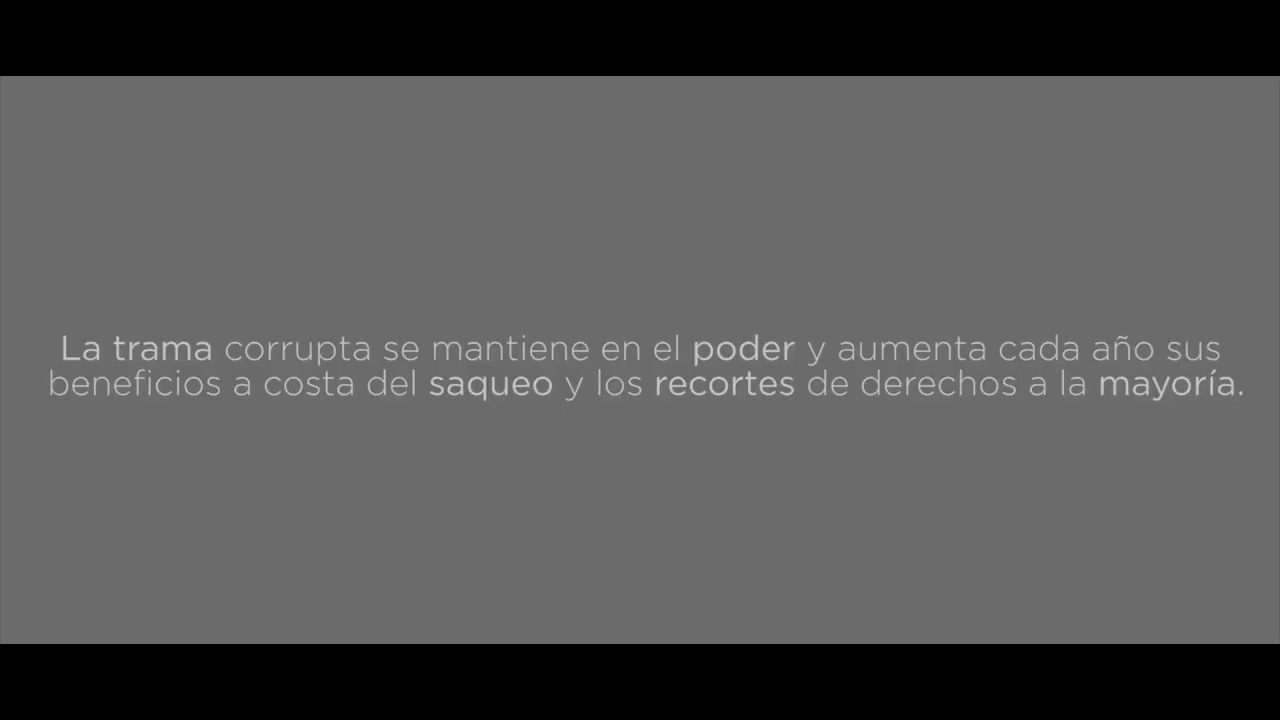 La trama corrupta se mantiene en el poder y aumenta cada año sus
beneficios a costa del saqueo y los recortes de derechos a la mayoría.